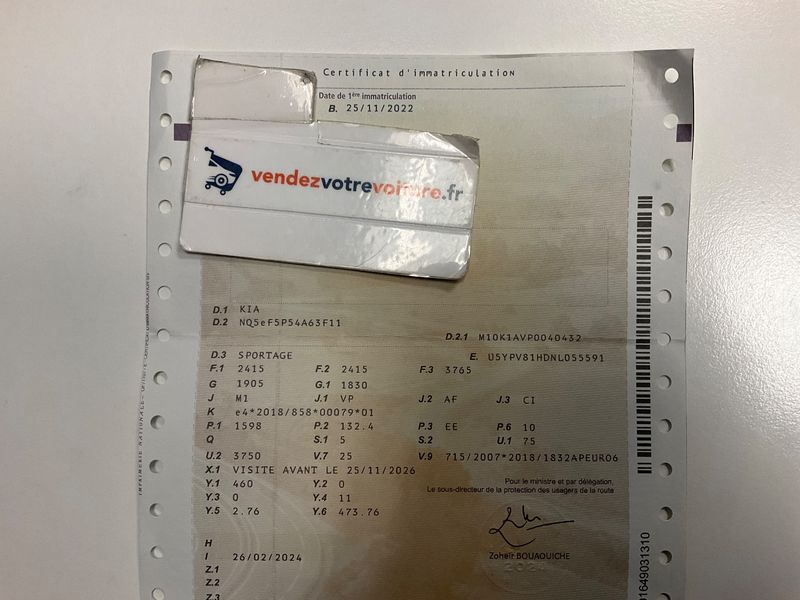 Certificat d'immatriculation
Date de 1ère immatriculation
B. 25/11/2022
vendezvotrevoiture.fr
D.1 KIA
D.2 NQ5eF5P54A63F11
D.2.1 M10K1AVP0040432
D.3 SPORTAGE E. U5YPV81HDNL055591
F.1 2415 F.2 2415 F.3 3765
G 1905 G.1 1830
J M1 J.1 VP J.2 AF J.3 CI
K e4*2018/858*00079*01
P.1 1598 P.2 132.4 P.3 EE P.6 10
Q S.1 5 S.2 U.1 75
U.2 3750 V.7 25 V.9 715/2007*2018/1832APEURO6
X.1 VISITE AVANT LE 25/11/2026
Y.1 460 Y.2 0
Y.3 0 Y.4 11
Y.5 2.76 Y.6 473.76
Pour le ministre et par délégation,
Le sous-directeur de la protection des usagers de la route
Zoheir BOUAOUICHE
H
I 26/02/2024
Z.1
Z.2
Z.3
2024
01649031310